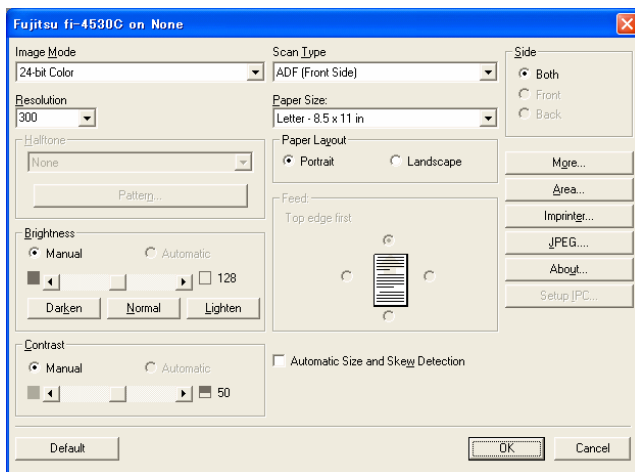 Fujitsu fi-4530C on None
Image Mode
24-bit Color
Resolution
300
Halftone
None
Pattern...
Brightness
Manual
Automatic
128
Darken
Normal
Lighten
Contrast
Manual
Automatic
50
Scan Type
ADF (Front Side)
Paper Size:
Letter - 8.5 x 11 in
Paper Layout
Portrait
Landscape
Feed:
Top edge first
Automatic Size and Skew Detection
Side
Both
Front
Back
More...
Area...
Imprinter...
JPEG....
About...
Setup IPC...
Default
OK
Cancel